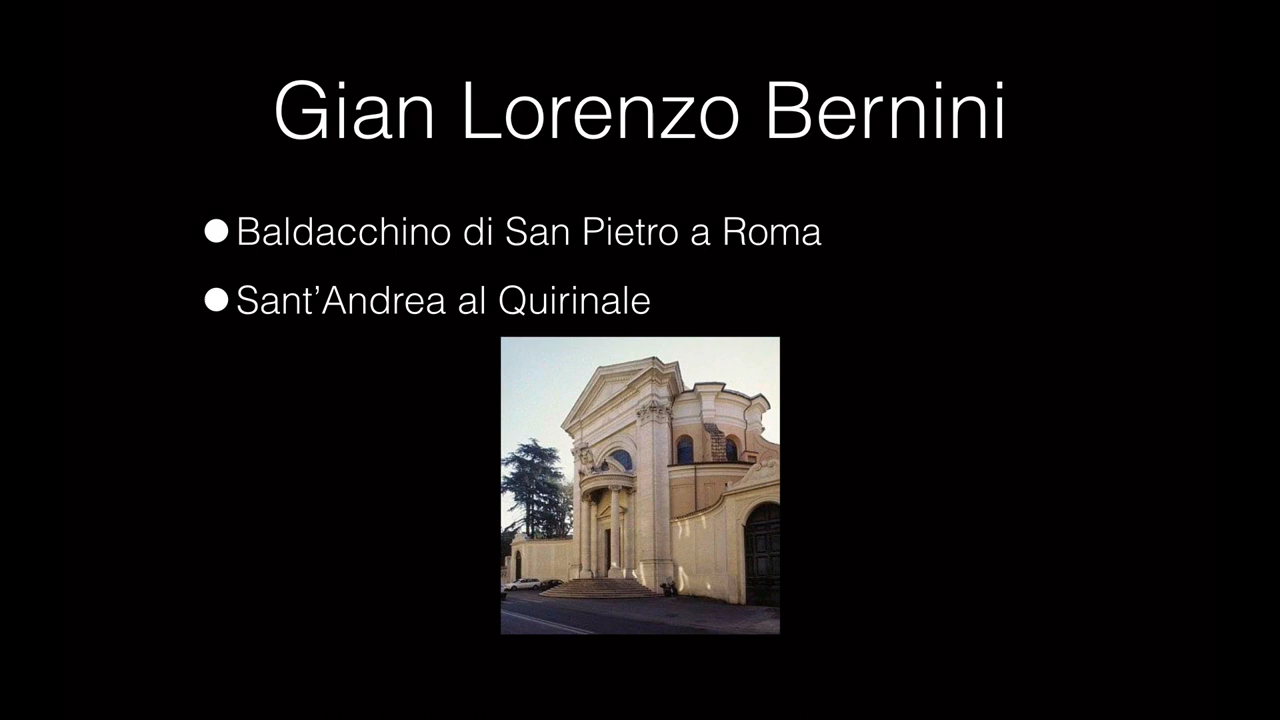 Gian Lorenzo Bernini
●Baldacchino di San Pietro a Roma
●Sant’Andrea al Quirinale